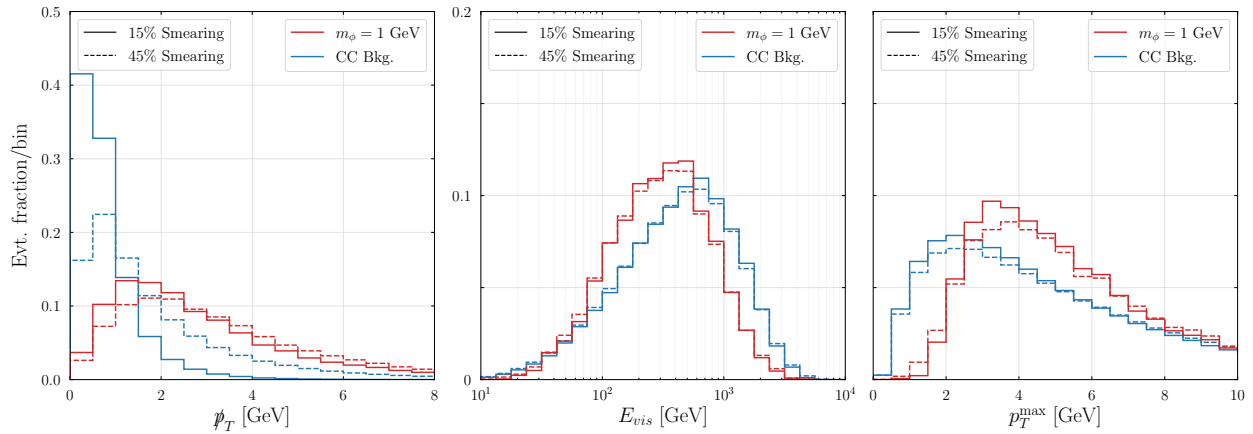 Evt. fraction/bin
0.5
0.4
0.3
0.2
0.1
0.0
15% Smearing
45% Smearing
m_ϕ = 1 GeV
CC Bkg.
0 2 4 6 8
p̸_T [GeV]
0.2
0.1
0
15% Smearing
45% Smearing
m_ϕ = 1 GeV
CC Bkg.
10^1 10^2 10^3 10^4
E_vis [GeV]
15% Smearing
45% Smearing
m_ϕ = 1 GeV
CC Bkg.
0 2 4 6 8 10
p_T^max [GeV]